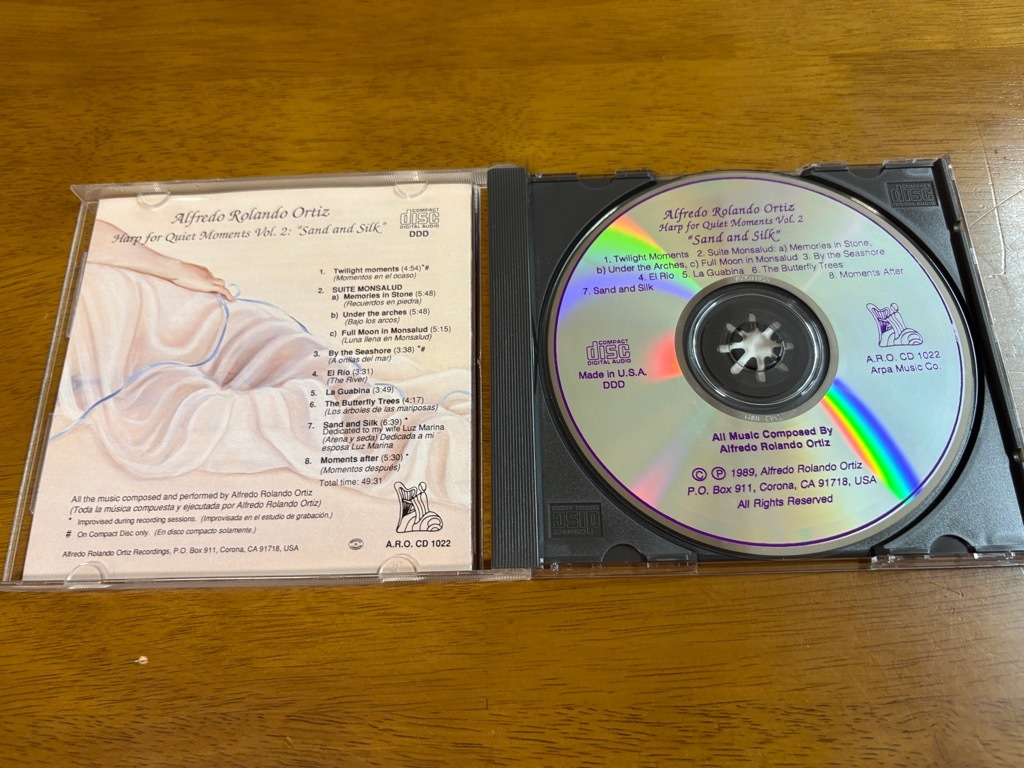 Alfredo Rolando Ortiz
Harp for Quiet Moments Vol. 2: "Sand and Silk"
COMPACT
disc
DIGITAL AUDIO
DDD
1. Twilight moments (4:54)*#
(Momentos en el ocaso)
2. SUITE MONSALUD
a) Memories in Stone (5:48)
(Recuerdos en piedra)
b) Under the arches (5:48)
(Bajo los arcos)
c) Full Moon in Monsalud (5:15)
(Luna llena en Monsalud)
3. By the Seashore (3:38) *#
(A orillas del mar)
4. El Río (3:31)
(The River)
5. La Guabina (3:49)
6. The Butterfly Trees (4:17)
(Los árboles de las mariposas)
7. Sand and Silk (6:39) *
Dedicated to my wife Luz Marina
(Arena y seda) Dedicada a mi
esposa Luz Marina
8. Moments after (5:30) *
(Momentos después)
Total time: 49:31
All the music composed and performed by Alfredo Rolando Ortiz
(Toda la música compuesta y ejecutada por Alfredo Rolando Ortiz)
* Improvised during recording sessions. (Improvisada en el estudio de grabación.)
# On Compact Disc only. (En disco compacto solamente.)
Alfredo Rolando Ortiz Recordings, P.O. Box 911, Corona, CA 91718, USA
A.R.O. CD 1022
Alfredo Rolando Ortiz
Harp for Quiet Moments Vol. 2
"Sand and Silk"
1. Twilight Moments 2. Suite Monsalud: a) Memories in Stone,
b) Under the Arches, c) Full Moon in Monsalud 3. By the Seashore
4. El Río 5. La Guabina 6. The Butterfly Trees
7. Sand and Silk 8. Moments After
COMPACT
disc
DIGITAL AUDIO
Made in U.S.A.
DDD
A.R.O. CD 1022
Arpa Music Co.
All Music Composed By
Alfredo Rolando Ortiz
© ℗ 1989, Alfredo Rolando Ortiz
P.O. Box 911, Corona, CA 91718, USA
All Rights Reserved
COMPACT
disc
DIGITAL AUDIO
COMPACT
disc
DIGITAL AUDIO